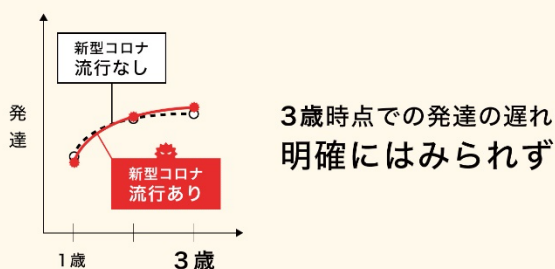 新型コロナ
流行なし
発達
新型コロナ
流行あり
1歳
3歳
3歳時点での発達の遅れ
明確にはみられず